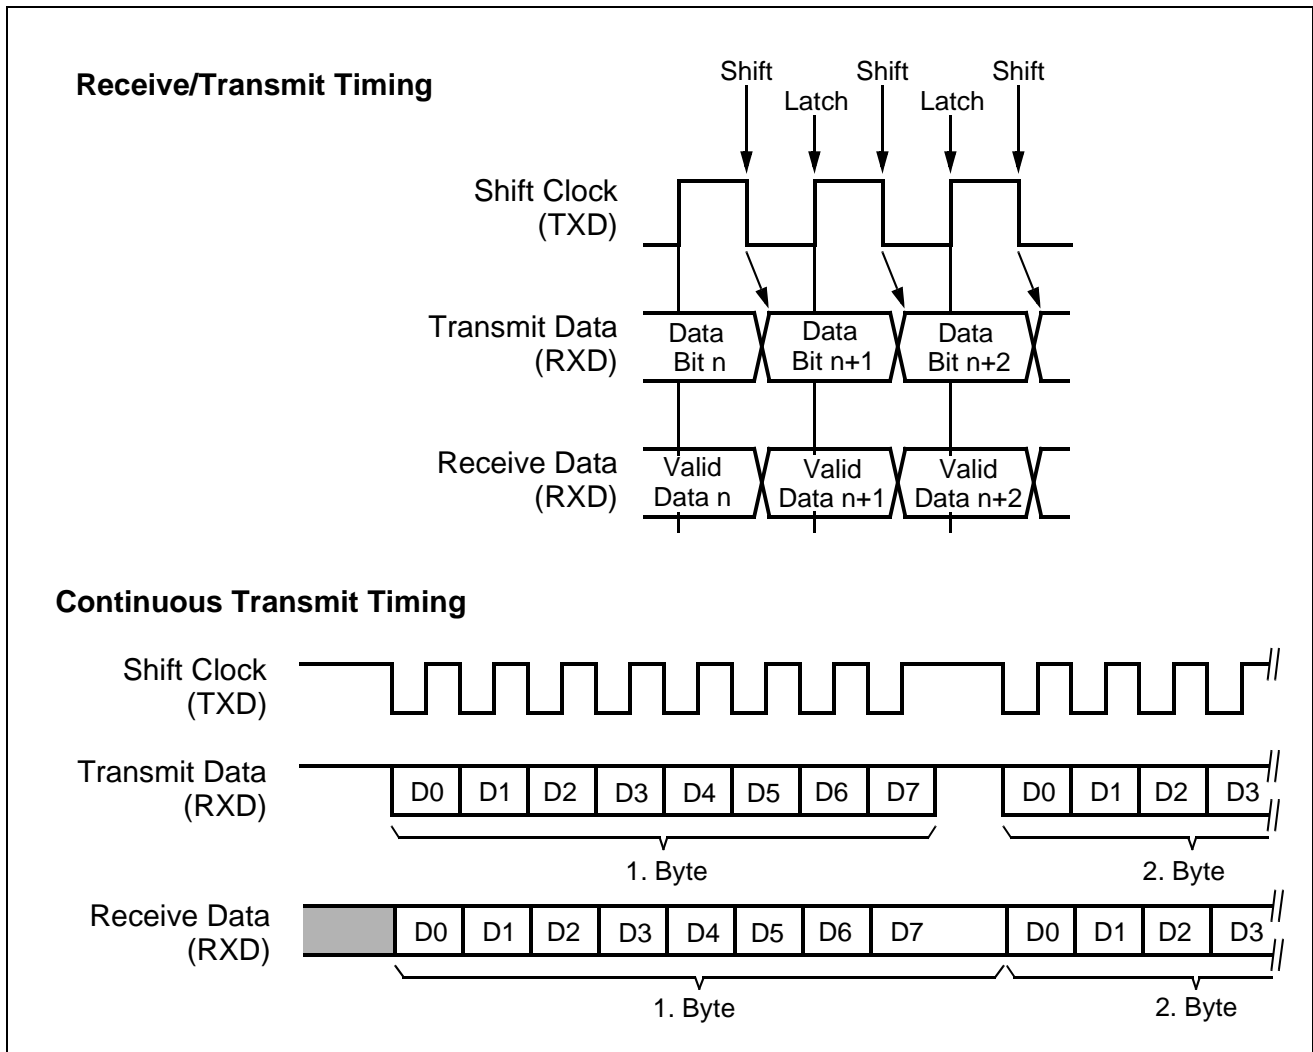 Receive/Transmit Timing
Shift Shift Shift
Latch Latch
Shift Clock
(TXD)
Transmit Data
(RXD)
Data
Bit n
Data
Bit n+1
Data
Bit n+2
Receive Data
(RXD)
Valid
Data n
Valid
Data n+1
Valid
Data n+2
Continuous Transmit Timing
Shift Clock
(TXD)
Transmit Data
(RXD)
D0 D1 D2 D3 D4 D5 D6 D7 D0 D1 D2 D3
1. Byte 2. Byte
Receive Data
(RXD)
D0 D1 D2 D3 D4 D5 D6 D7 D0 D1 D2 D3
1. Byte 2. Byte